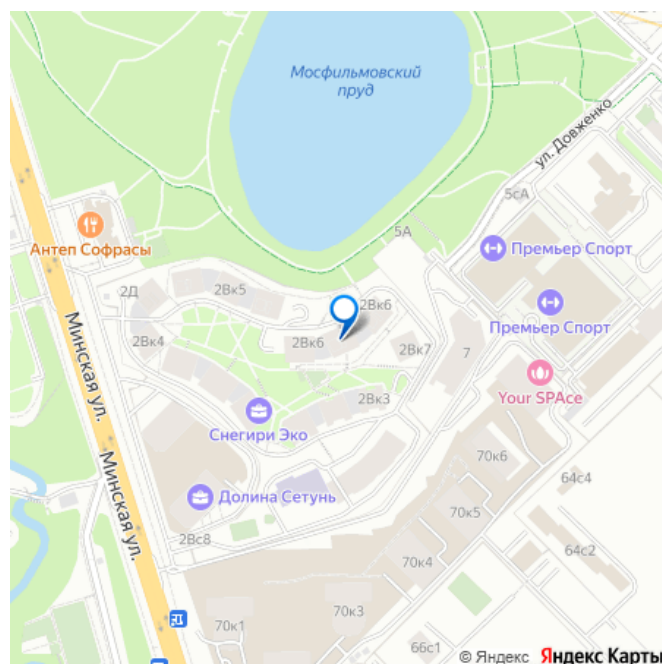 Мосфильмовский
пруд
ул. Довженко
5сА
5А
Антеп Софрасы
Премьер Спорт
2Д
2Вк5
2Вк6
Минская ул.
2Вк4
2Вк6
2Вк7
7
Премьер Спорт
Your SPAce
2Вк3
Снегири Эко
70к6
64с4
Долина Сетунь
Минская ул.
70к5
2Вс8
64с2
70к4
70к3
70к1
66с1
© Яндекс Яндекс Карты